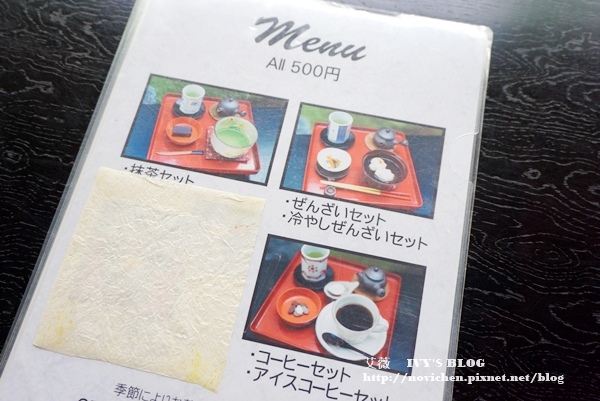 Menu
All 500円
・抹茶セット
・ぜんざいセット
・冷やしぜんざいセット
・コーヒーセット
・アイスコーヒーセット
季節により
艾薇 IVY'S BLOG
http://novichen.pixnet.net/blog